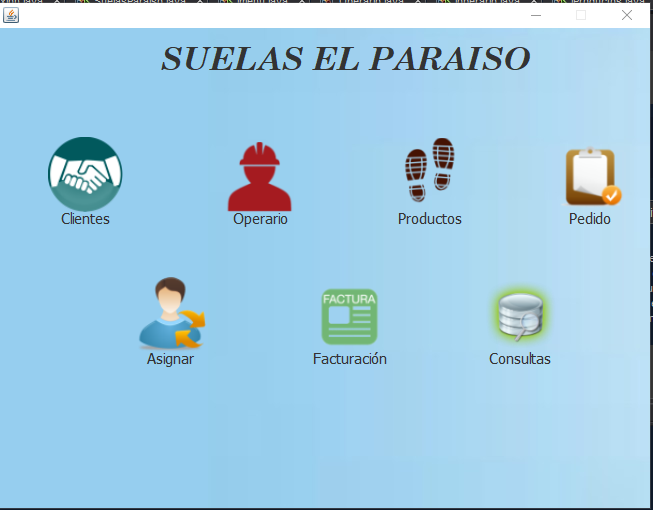 SUELAS EL PARAISO
Clientes
Operario
Productos
Pedido
FACTURA
Asignar
Facturación
Consultas